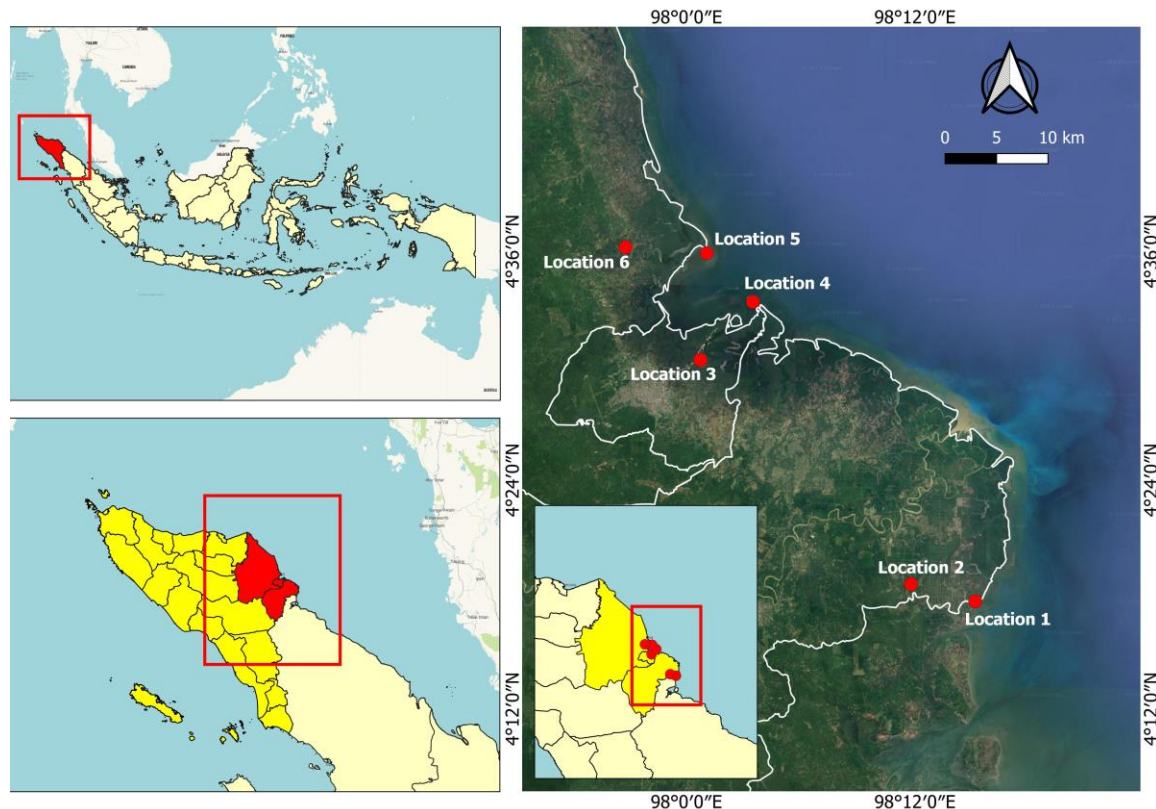 98°0′0″E
98°12′0″E
0
5
10 km
PHILIPPINES
Location 5
Location 6
Location 4
Location 3
Location 2
Location 1
4°36′0″N
4°24′0″N
4°12′0″N
4°36′0″N
4°24′0″N
4°12′0″N
98°0′0″E
98°12′0″E